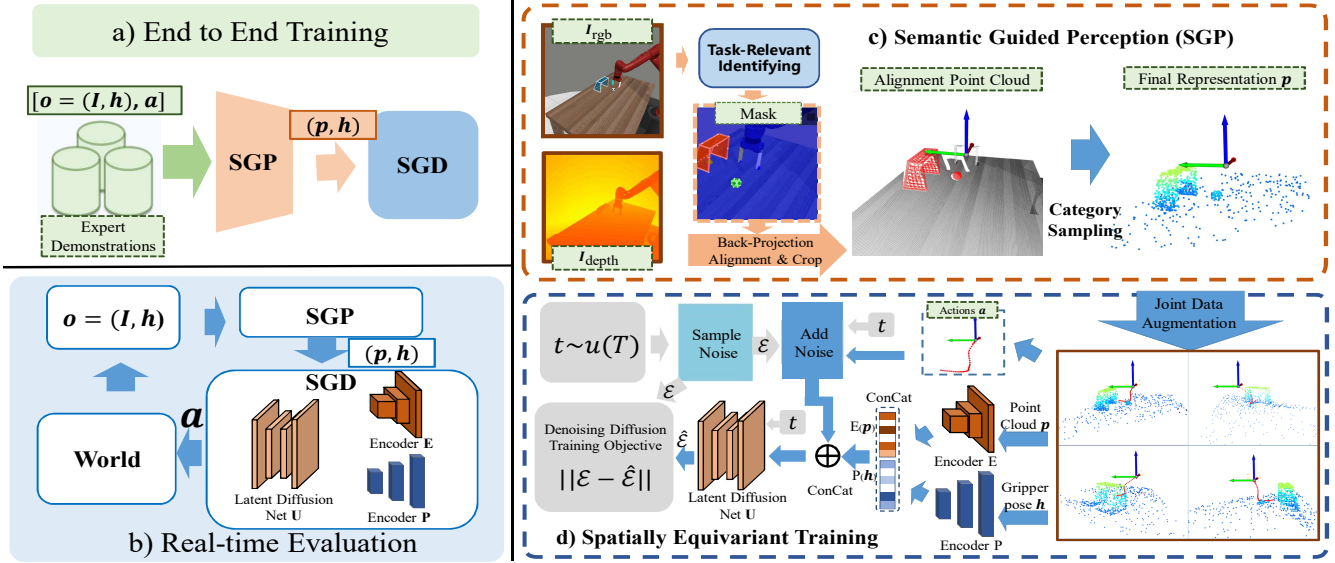 a) End to End Training
[o = (I, h), a]
(p, h)
SGP
SGD
Expert
Demonstrations
o = (I, h)
SGP
(p, h)
SGD
Encoder E
a
World
Latent Diffusion
Net U
Encoder P
b) Real-time Evaluation
I_rgb
Task-Relevant
Identifying
c) Semantic Guided Perception (SGP)
Alignment Point Cloud
Final Representation p
Mask
Category
Sampling
I_depth
Back-Projection
Alignment & Crop
t~u(T)
Sample
Noise
ℰ
Add
Noise
t
Actions a
Joint Data
Augmentation
ℰ
Denoising Diffusion
Training Objective
||ℰ − ℰ̂||
ℰ̂
t
Latent Diffusion
Net U
ConCat
ConCat
E(p)
P(h)
Encoder E
Point
Cloud p
Gripper
pose h
Encoder P
d) Spatially Equivariant Training